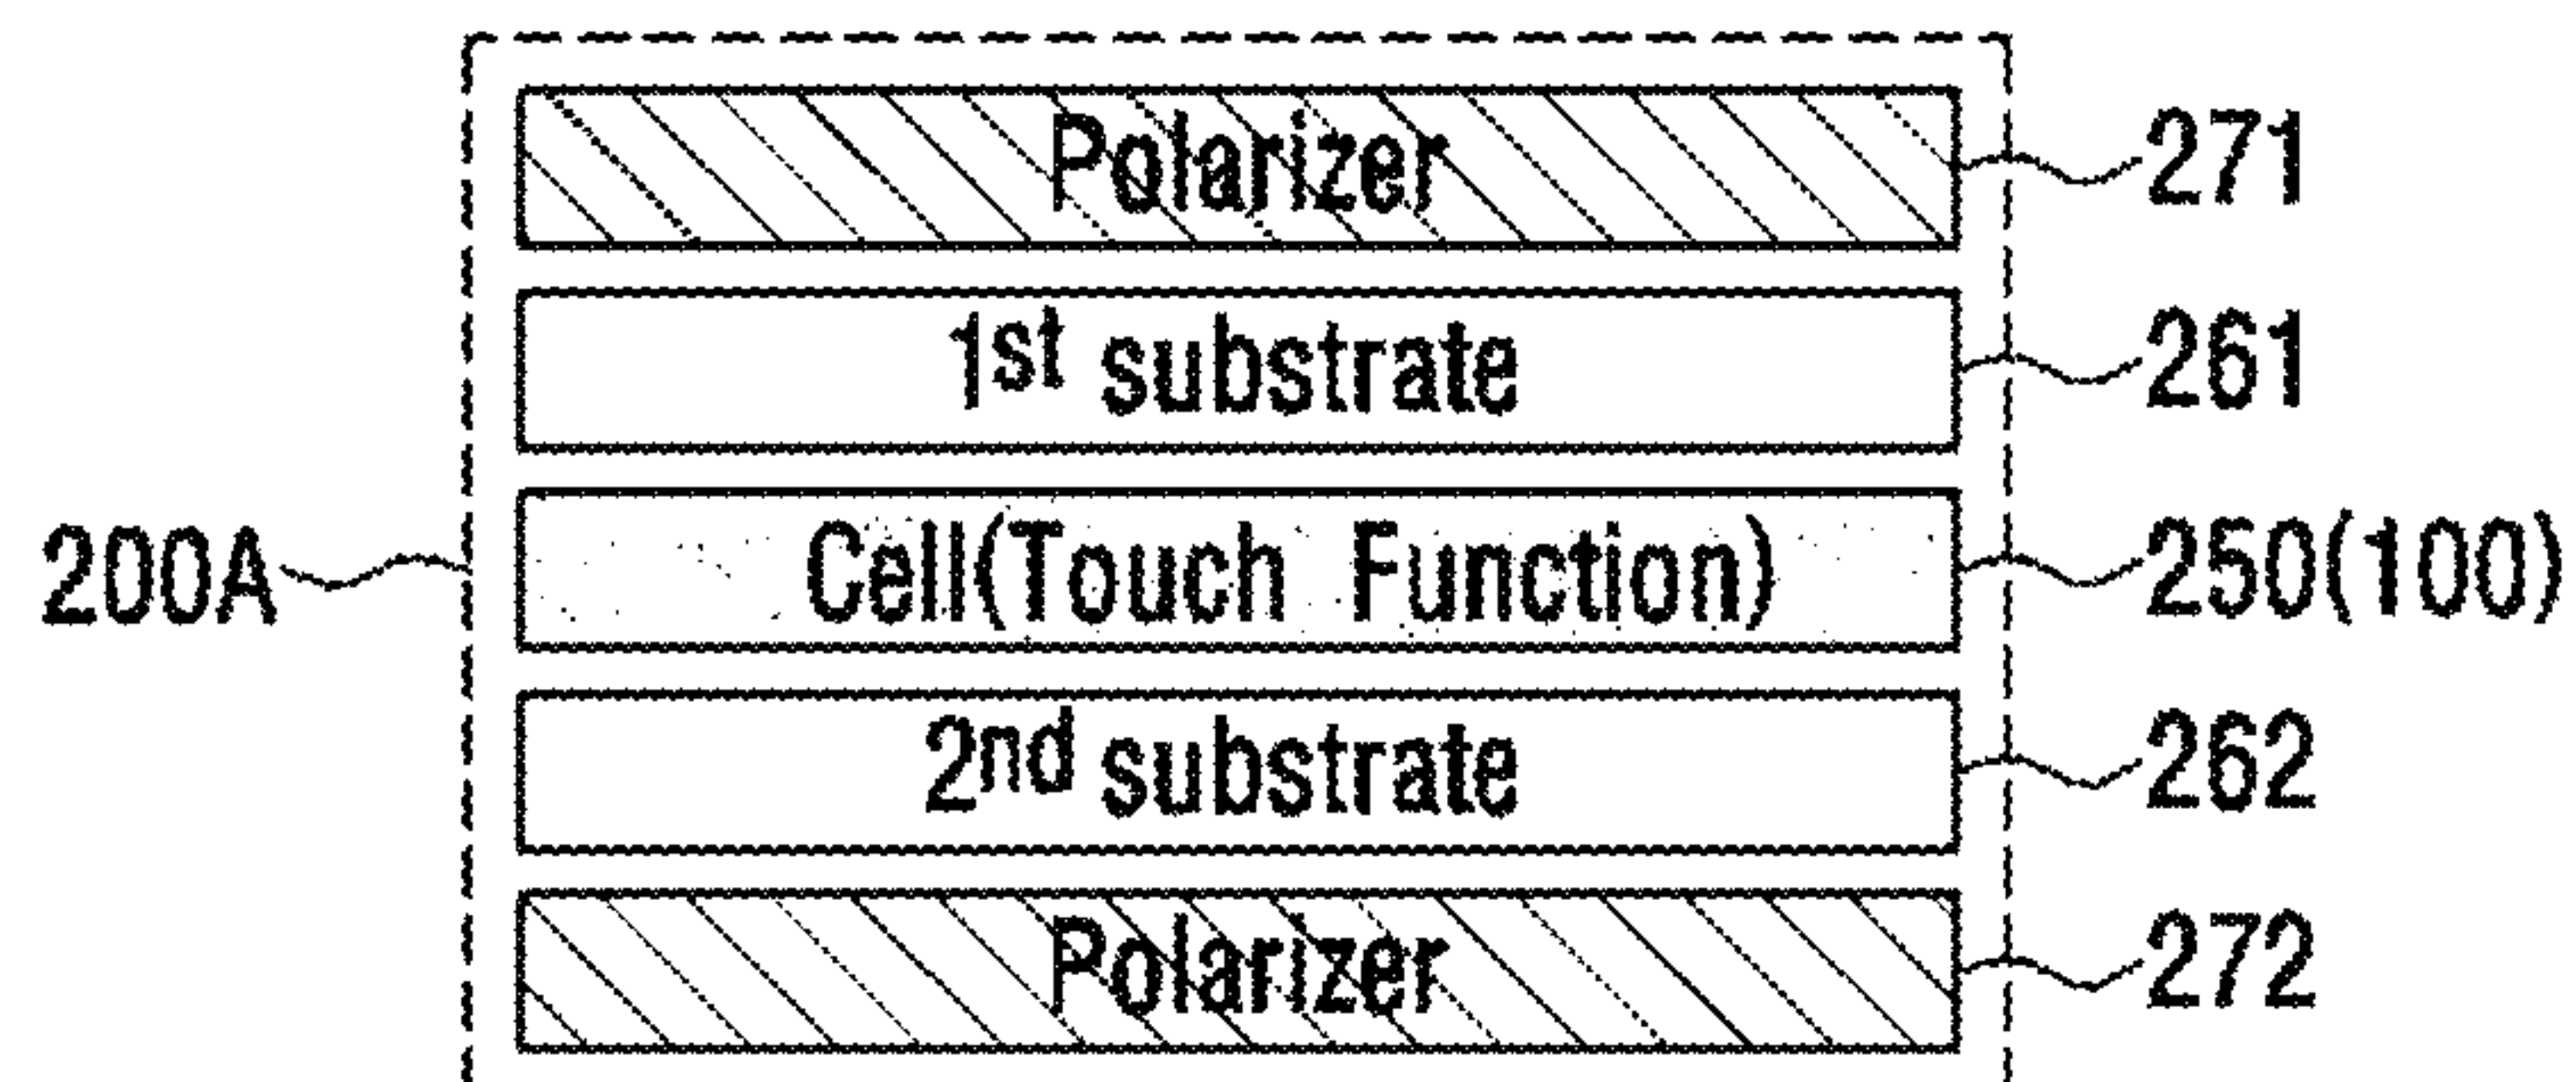 Polarizer 271
1st substrate 261
200A Cell(Touch Function) 250(100)
2nd substrate 262
Polarizer 272